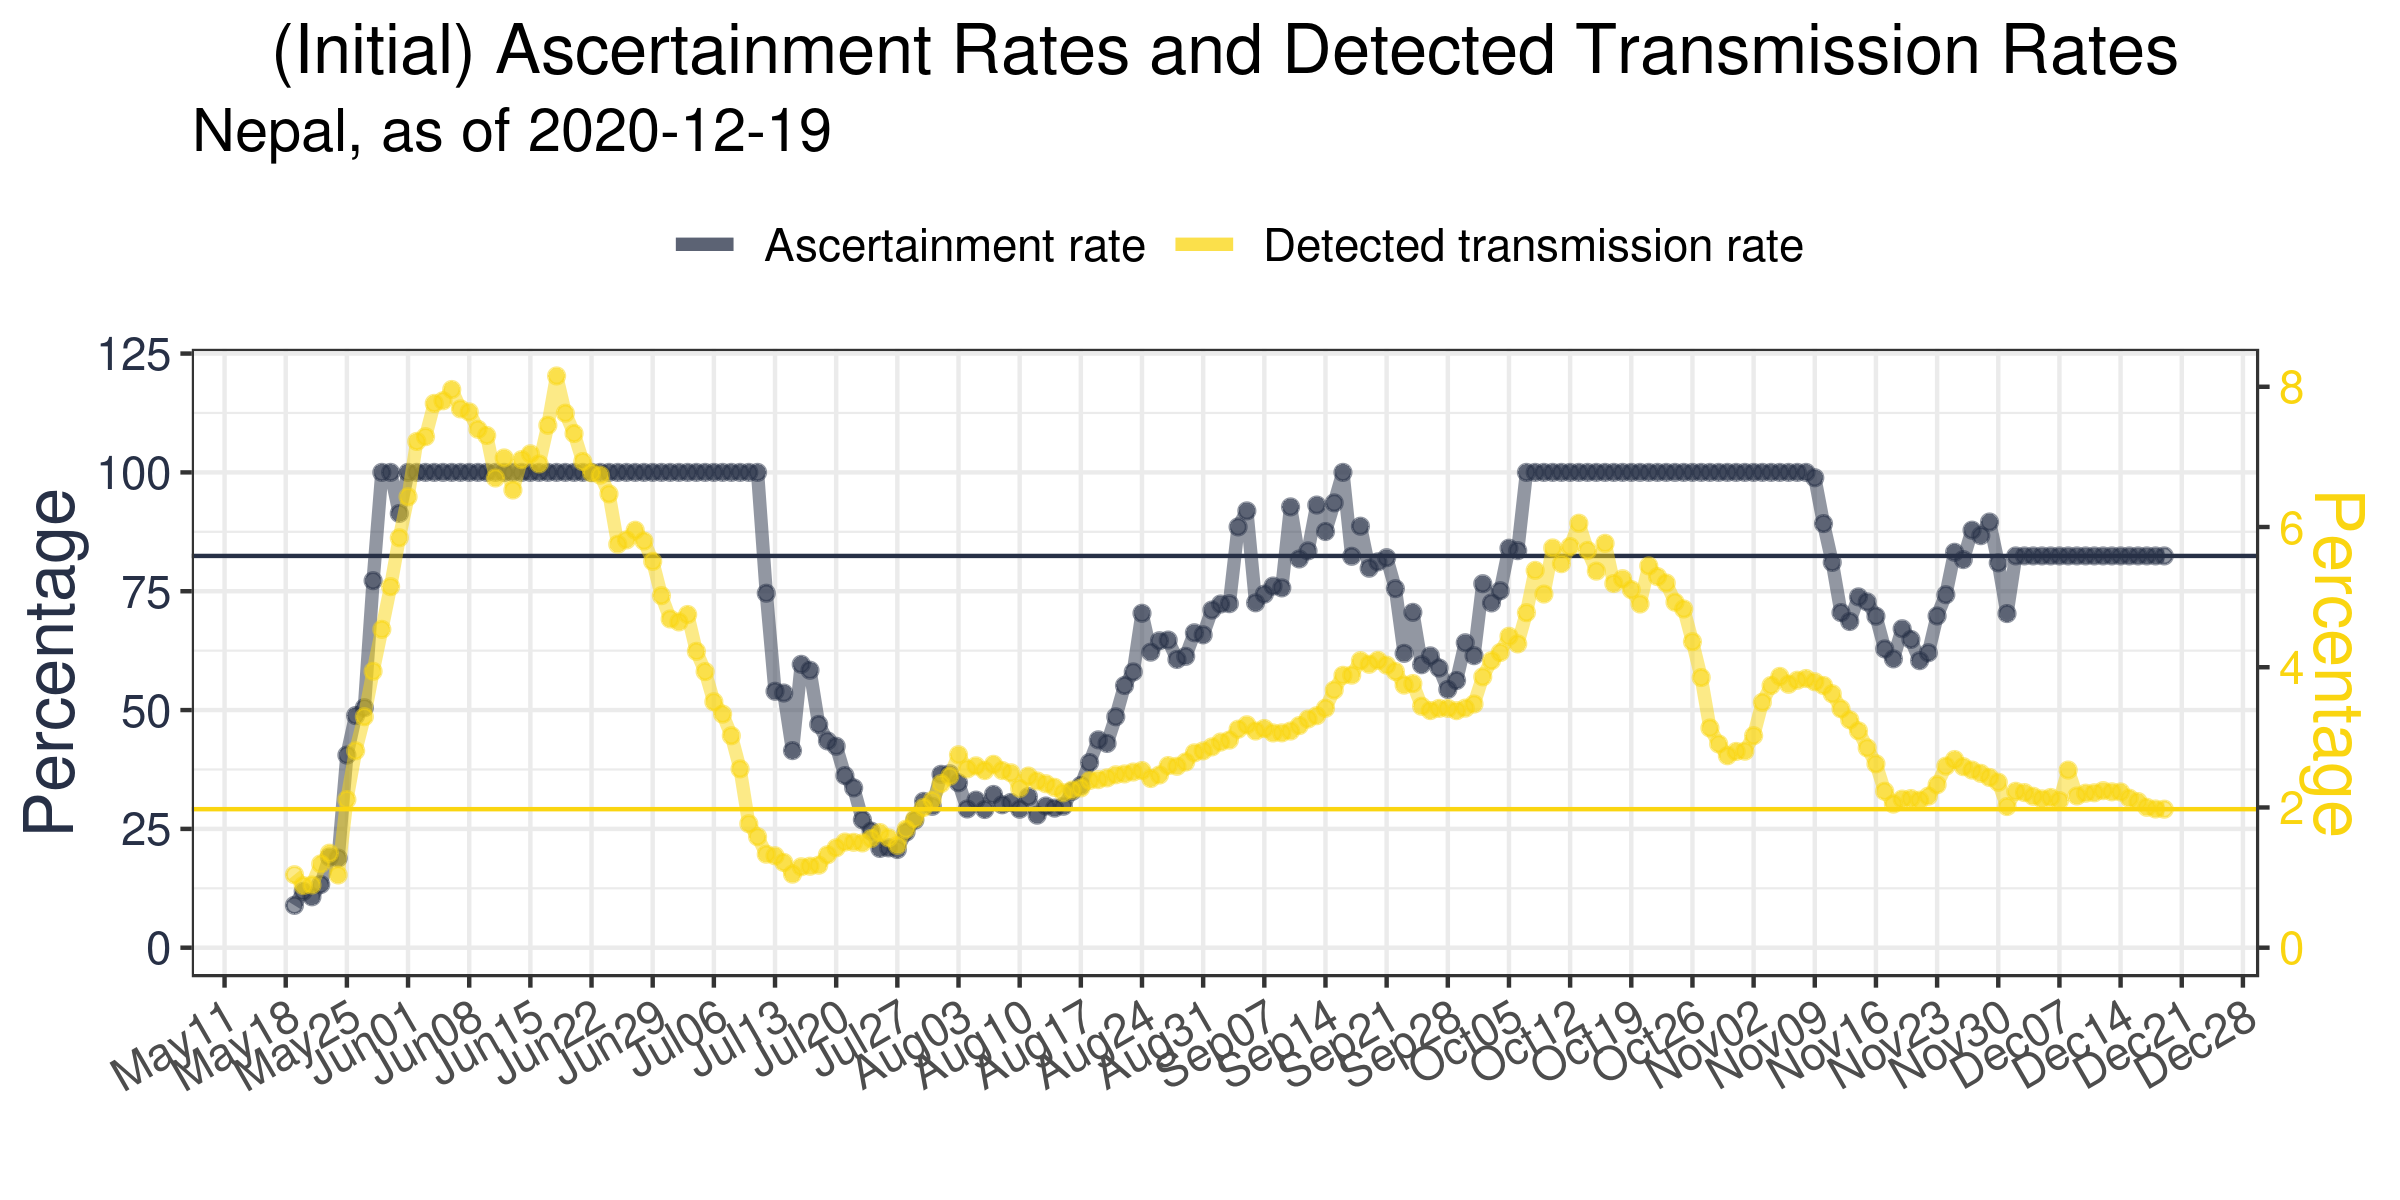 (Initial) Ascertainment Rates and Detected Transmission Rates
Nepal, as of 2020-12-19
Ascertainment rate Detected transmission rate
Percentage
125
100
75
50
25
0
8
6
4
2
0
Percentage
May11 May18 May25 Jun01 Jun08 Jun15 Jun22 Jun29 Jul06 Jul13 Jul20 Jul27 Aug03 Aug10 Aug17 Aug24 Aug31 Sep07 Sep14 Sep21 Sep28 Oct05 Oct12 Oct19 Oct26 Nov02 Nov09 Nov16 Nov23 Nov30 Dec07 Dec14 Dec21 Dec28